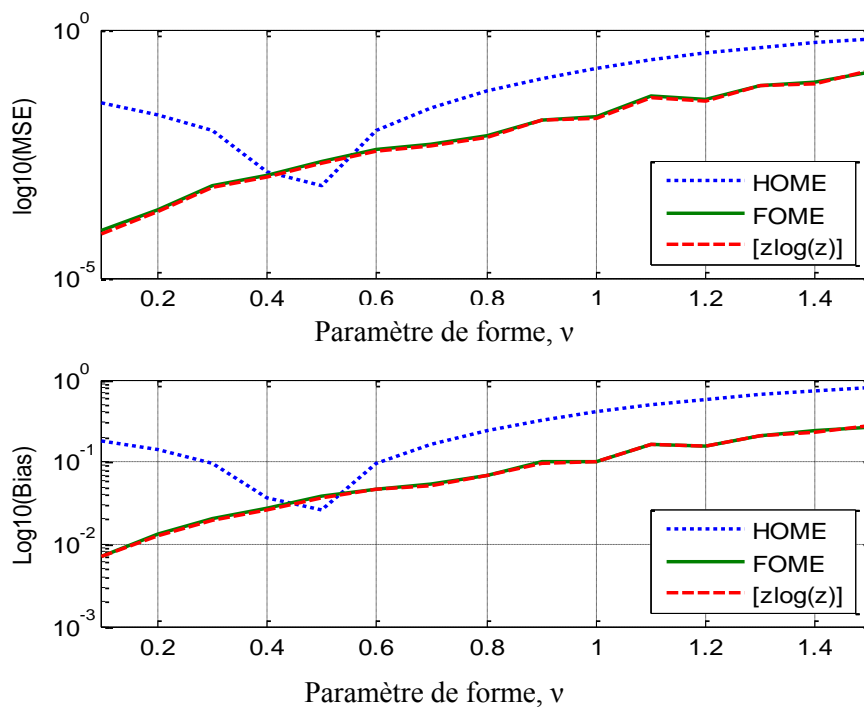 10^0
log10(MSE)
10^-5
HOME
FOME
[zlog(z)]
0.2 0.4 0.6 0.8 1 1.2 1.4
Paramètre de forme, ν
10^0
10^-1
10^-2
10^-3
Log10(Bias)
HOME
FOME
[zlog(z)]
0.2 0.4 0.6 0.8 1 1.2 1.4
Paramètre de forme, ν